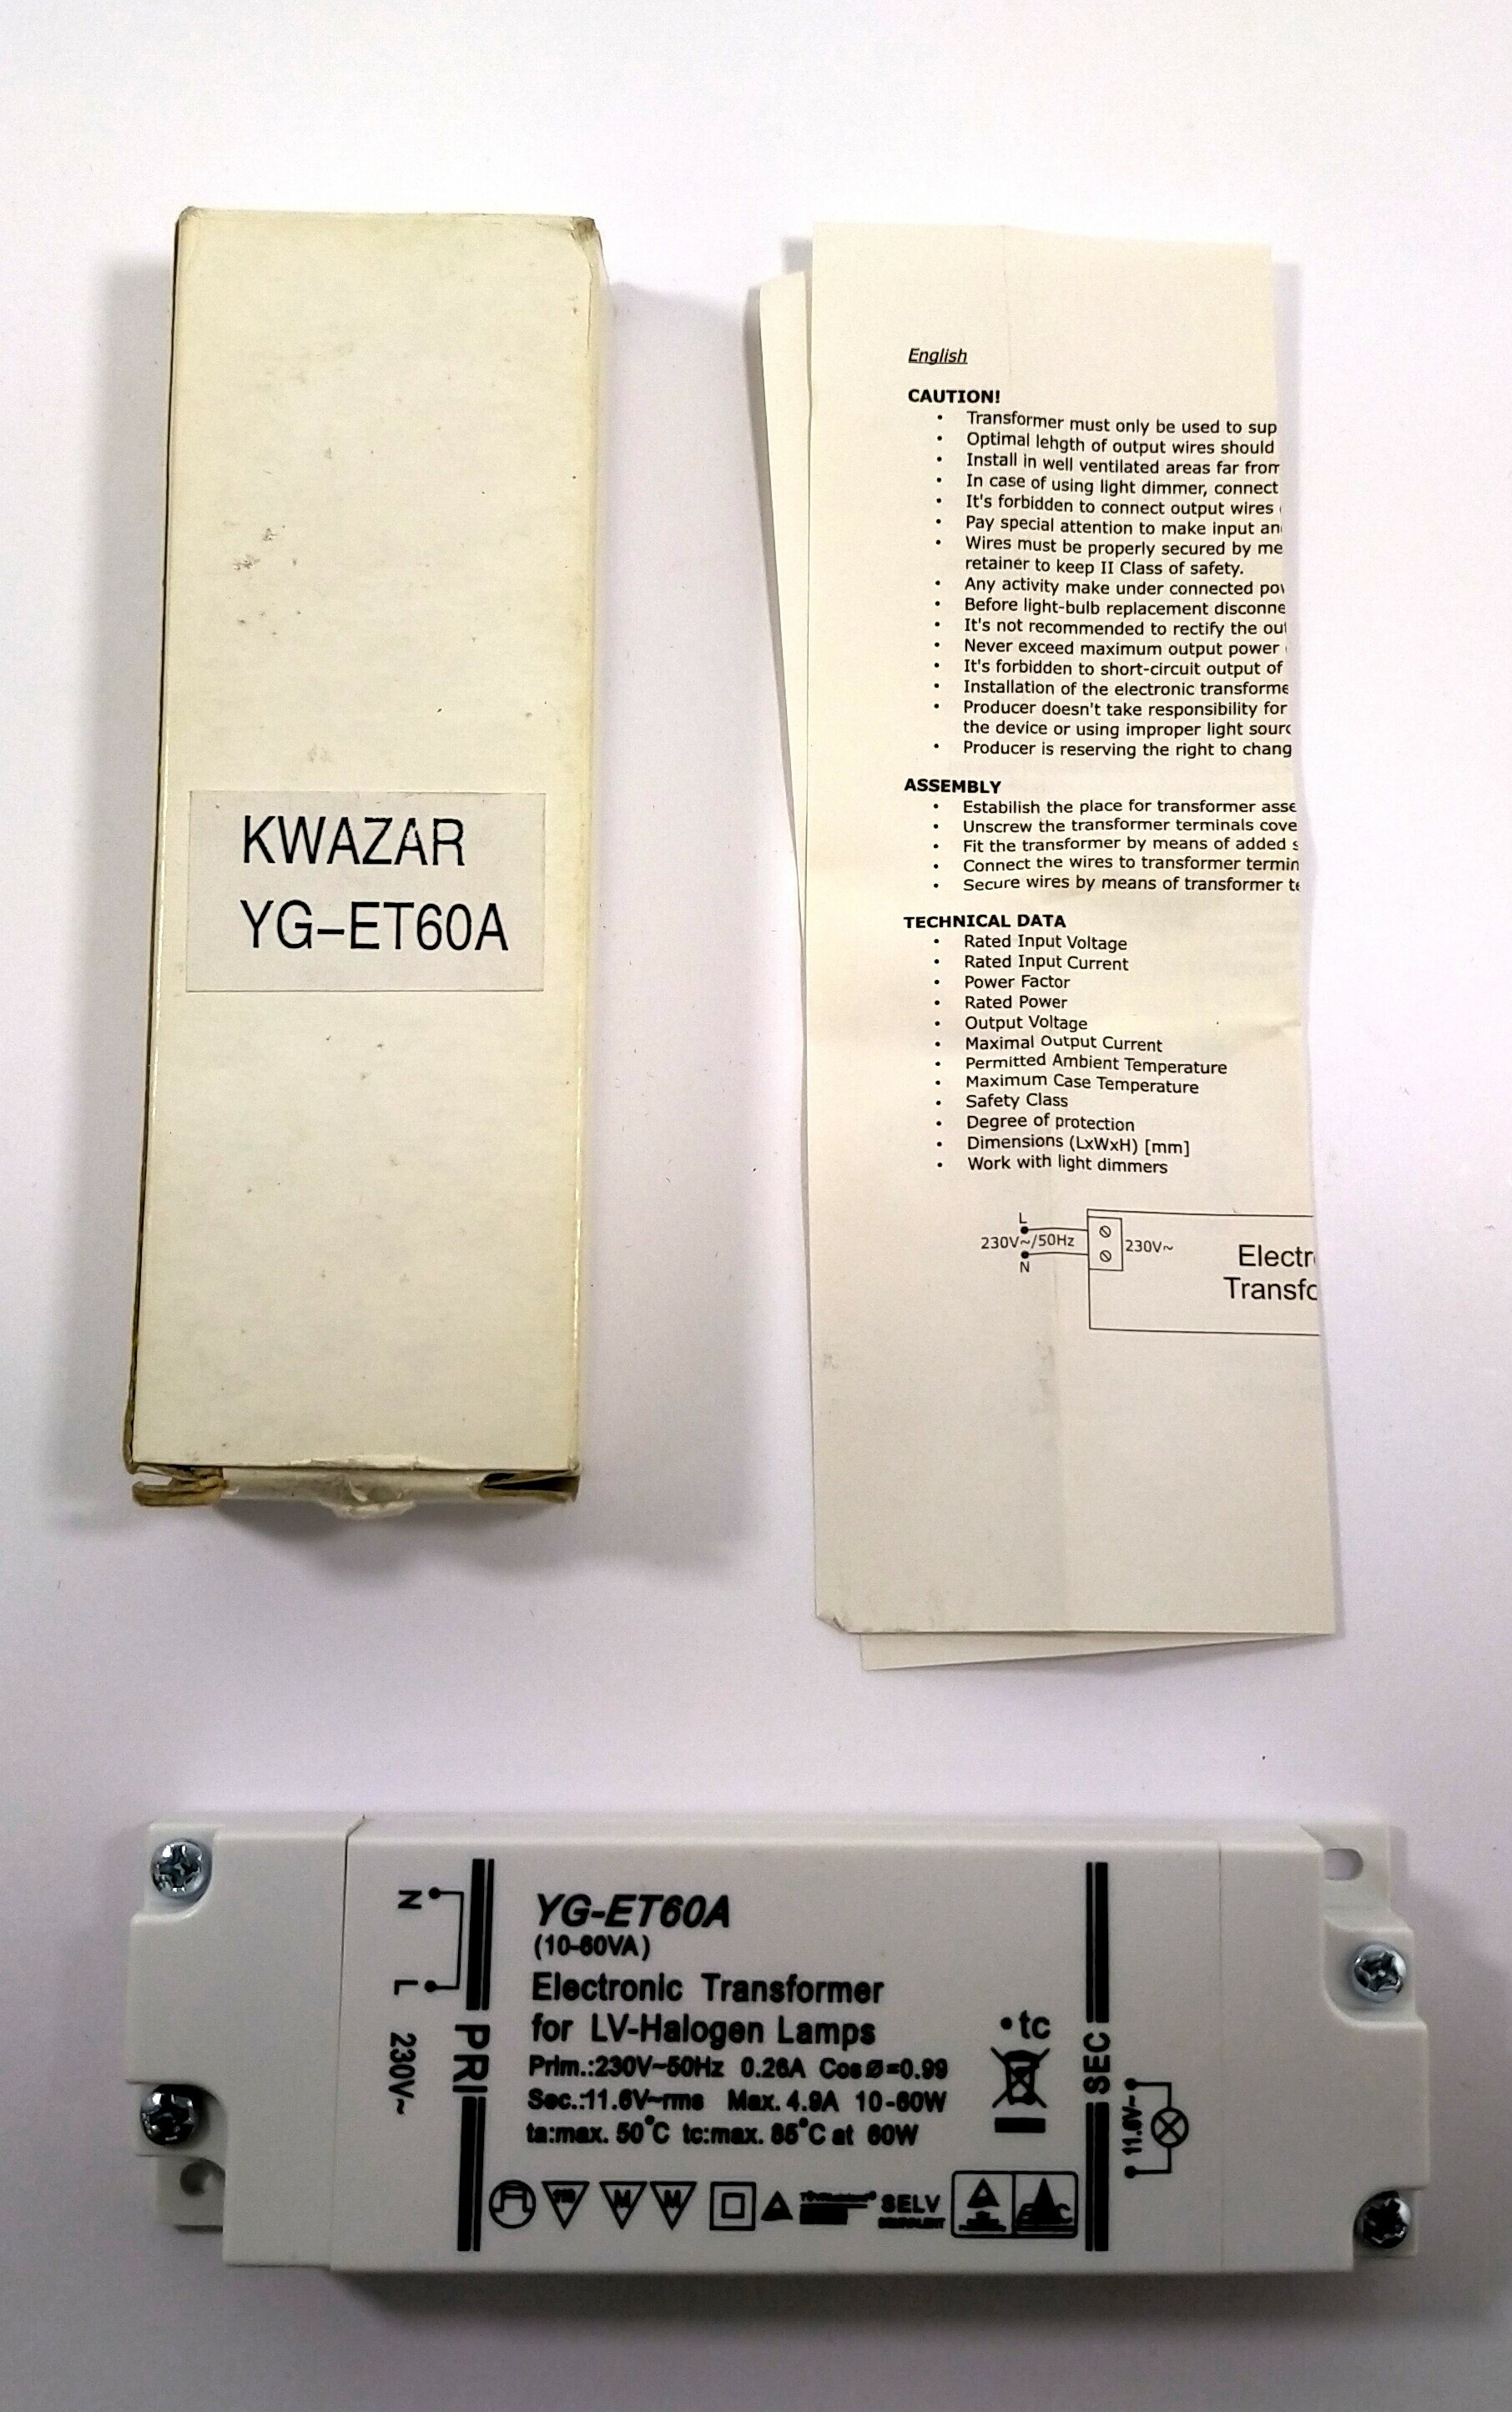 KWAZAR
YG-ET60A
English
CAUTION!
• Transformer must only be used to sup
• Optimal lehgth of output wires should
• Install in well ventilated areas far from
• In case of using light dimmer, connect
• It's forbidden to connect output wires
• Pay special attention to make input an
• Wires must be properly secured by me
retainer to keep II Class of safety.
• Any activity make under connected pow
• Before light-bulb replacement disconne
• It's not recommended to rectify the out
• Never exceed maximum output power
• It's forbidden to short-circuit output of
• Installation of the electronic transforme
• Producer doesn't take responsibility for
the device or using improper light sourc
• Producer is reserving the right to chang
ASSEMBLY
• Estabilish the place for transformer asse
• Unscrew the transformer terminals cove
• Fit the transformer by means of added s
• Connect the wires to transformer termin
• Secure wires by means of transformer te
TECHNICAL DATA
• Rated Input Voltage
• Rated Input Current
• Power Factor
• Rated Power
• Output Voltage
• Maximal Output Current
• Permitted Ambient Temperature
• Maximum Case Temperature
• Safety Class
• Degree of protection
• Dimensions (LxWxH) [mm]
• Work with light dimmers
L
230V~/50Hz
N
230V~
Electr
Transfo
N
L
230V~
PRI
YG-ET60A
(10-60VA)
Electronic Transformer
for LV-Halogen Lamps
Prim.:230V~50Hz 0.26A Cosø=0.99
Sec.:11.6V~rms Max. 4.9A 10-60W
ta:max. 50°C tc:max. 85°C at 60W
•tc
M M
SELV
SEC
11.6V~